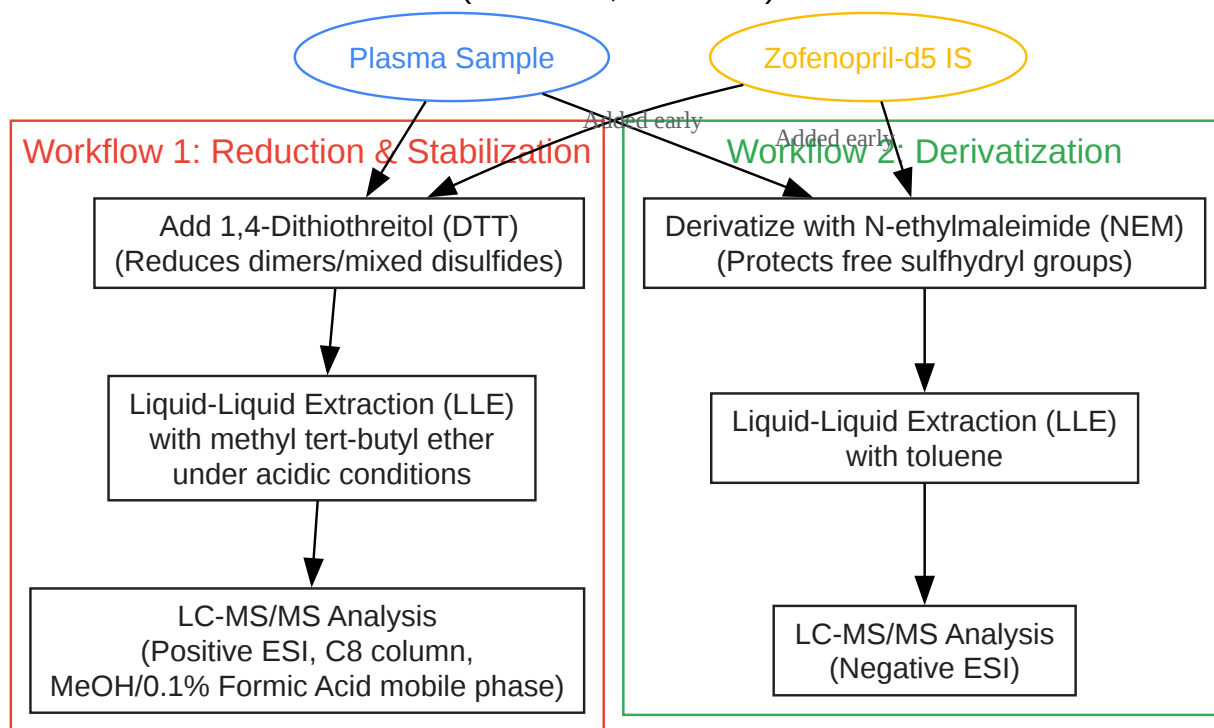 Plasma Sample
Zofenopril-d5 IS
Added early
Added early
Workflow 1: Reduction & Stabilization
Add 1,4-Dithiothreitol (DTT)
(Reduces dimers/mixed disulfides)
Liquid-Liquid Extraction (LLE)
with methyl tert-butyl ether
under acidic conditions
LC-MS/MS Analysis
(Positive ESI, C8 column,
MeOH/0.1% Formic Acid mobile phase)
Workflow 2: Derivatization
Derivatize with N-ethylmaleimide (NEM)
(Protects free sulfhydryl groups)
Liquid-Liquid Extraction (LLE)
with toluene
LC-MS/MS Analysis
(Negative ESI)